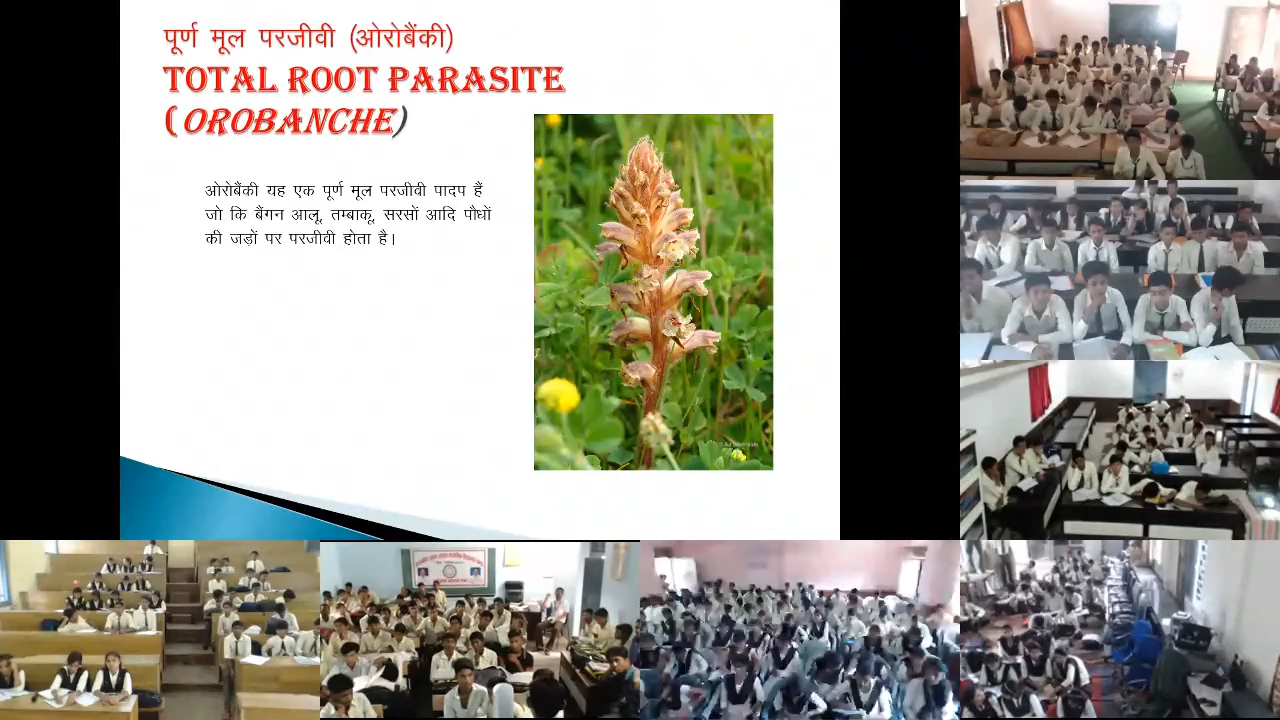 पूर्ण मूल परजीवी (ओरोबैंकी)
TOTAL ROOT PARASITE
(OROBANCHE)
ओरोबैंकी यह एक पूर्ण मूल परजीवी पादप हैं
जो कि बैंगन आलू, तम्बाकू, सरसों आदि पौधों
की जड़ों पर परजीवी होता है।